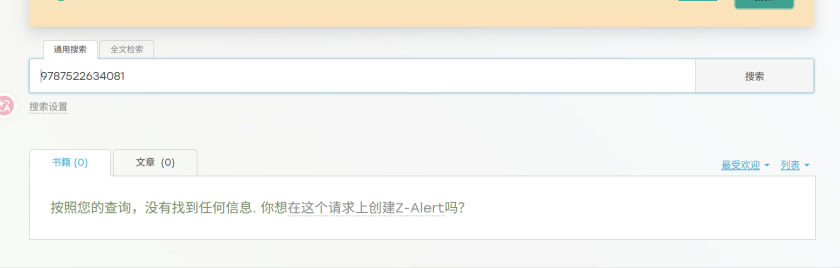 通用搜索
全文检索
9787522634081
搜索
搜索设置
书籍 (0)
文章 (0)
最受欢迎
列表
按照您的查询，没有找到任何信息. 你想在这个请求上创建Z-Alert吗?